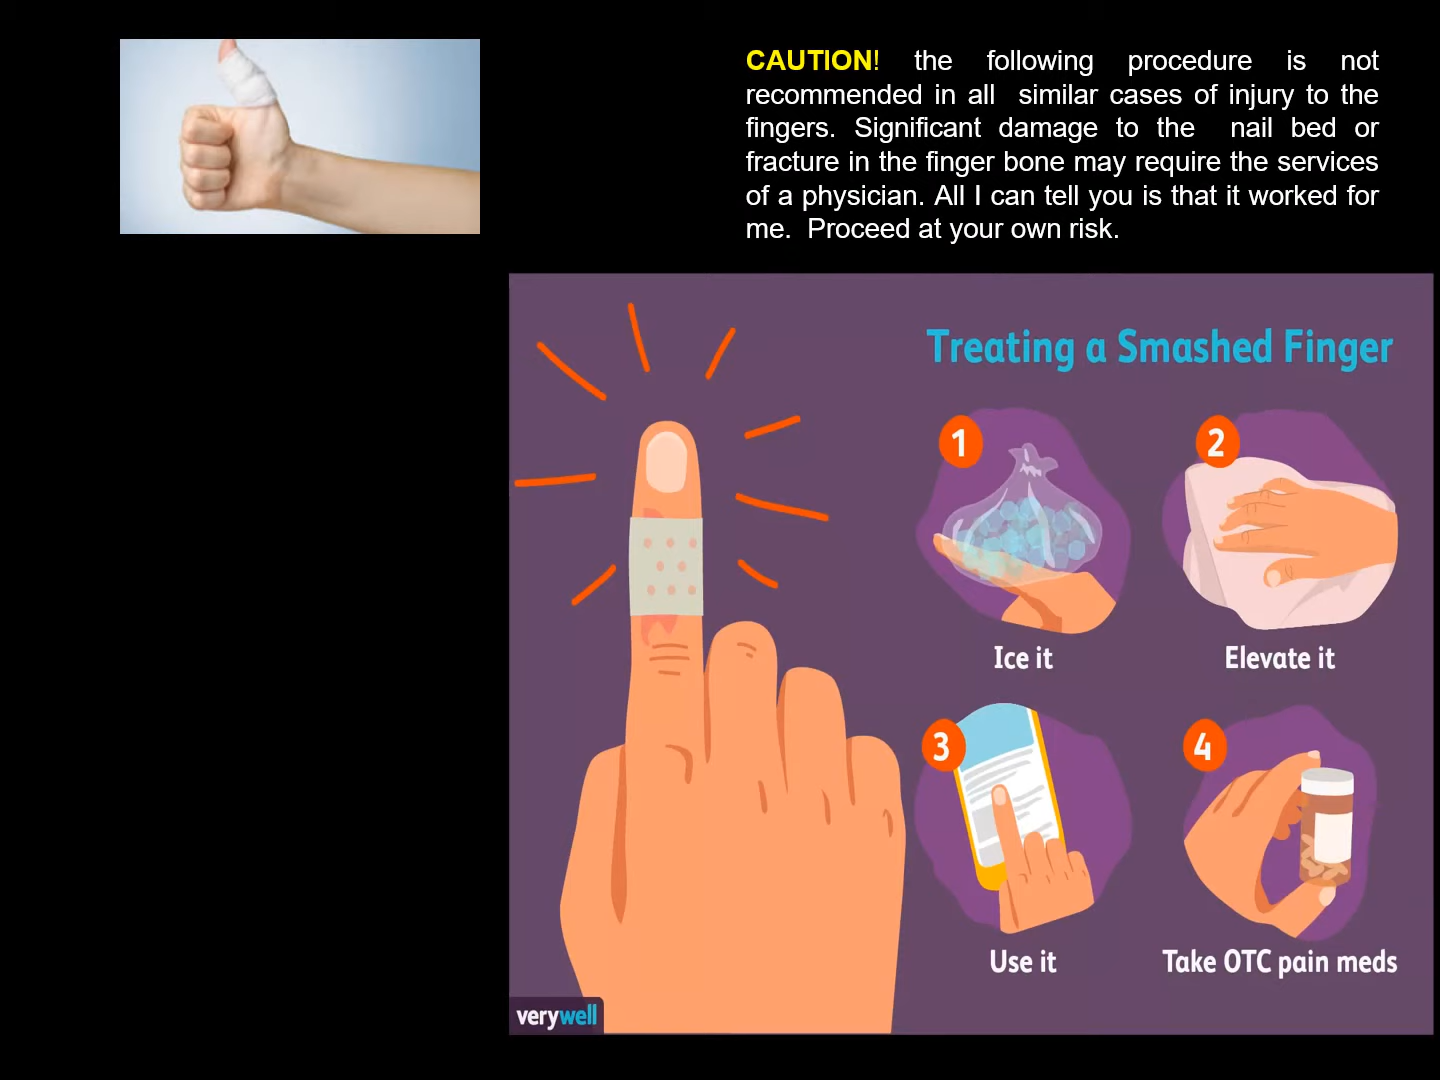 CAUTION! the following procedure is not
recommended in all similar cases of injury to the
fingers. Significant damage to the nail bed or
fracture in the finger bone may require the services
of a physician. All I can tell you is that it worked for
me. Proceed at your own risk.
Treating a Smashed Finger
1
2
Ice it
Elevate it
3
4
Use it
Take OTC pain meds
verywell